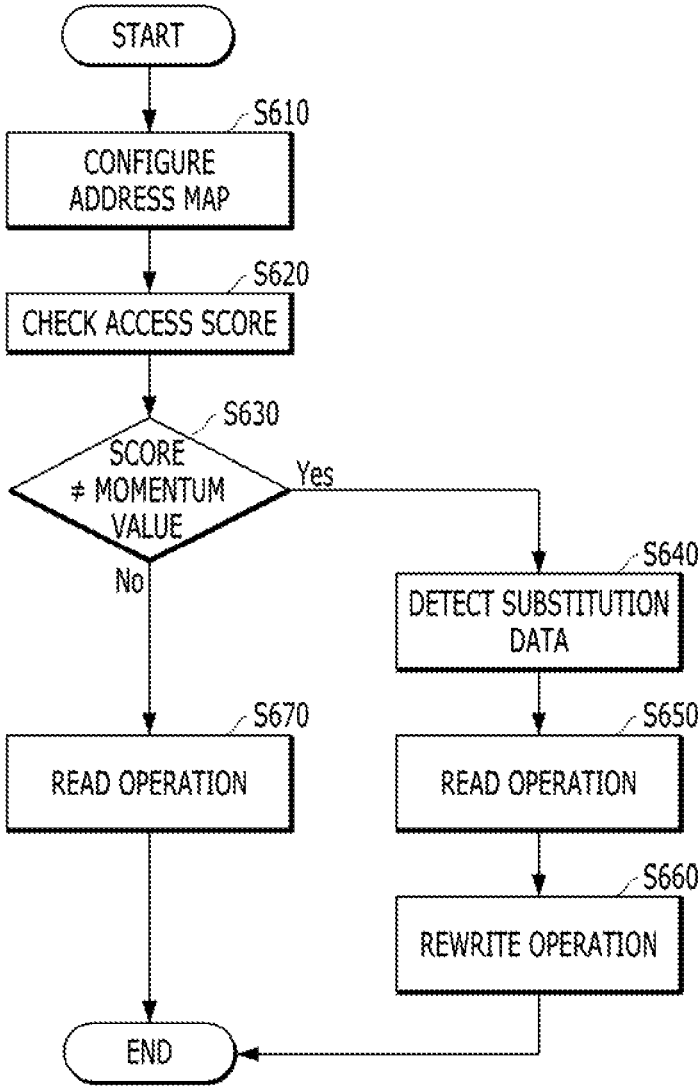 START
S610
CONFIGURE
ADDRESS MAP
S620
CHECK ACCESS SCORE
S630
SCORE
≠ MOMENTUM
VALUE
Yes
No
S640
DETECT SUBSTITUTION
DATA
S670
READ OPERATION
S650
READ OPERATION
S660
REWRITE OPERATION
END